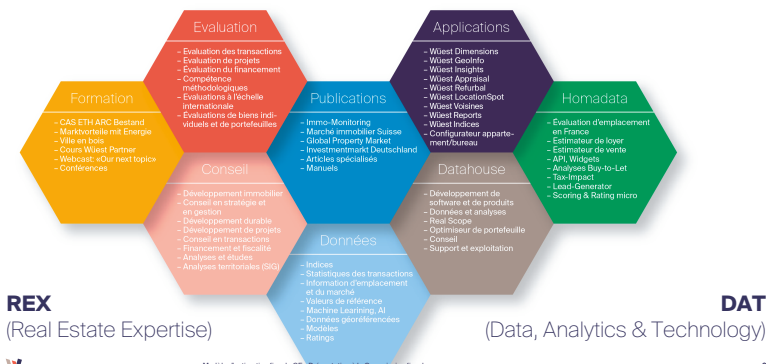 Evaluation
– Evaluation des transactions
– Evaluation de projets
– Évaluation du financement
– Compétence
méthodologiques
– Evaluations à l'échelle
internationale
– Évaluations de biens indi-
viduels et de portefeuilles
Applications
– Wüest Dimensions
– Wüest GeoInfo
– Wüest Insights
– Wüest Appraisal
– Wüest Refurbal
– Wüest LocationSpot
– Wüest Voisines
– Wüest Reports
– Wüest Indices
– Configurateur apparte-
ment/bureau
Formation
– CAS ETH ARC Bestand
– Marktvorteile mit Energie
– Ville en bois
– Cours Wüest Partner
– Webcast: «Our next topic»
– Conférences
Publications
– Immo-Monitoring
– Marché immobilier Suisse
– Global Property Market
– Investmentmarkt Deutschland
– Articles spécialisés
– Manuels
Homadata
– Évaluation d'emplacement
en France
– Estimateur de loyer
– Estimateur de vente
– API, Widgets
– Analyses Buy-to-Let
– Tax-Impact
– Lead-Generator
– Scoring & Rating micro
Conseil
– Développement immobilier
– Conseil en stratégie et
en gestion
– Développement durable
– Développement de projets
– Conseil en transactions
– Financement et fiscalité
– Analyses et études
– Analyses territoriales (SIG)
Datahouse
– Développement de
software et de produits
– Données et analyses
– Real Scope
– Optimiseur de portefeuille
– Conseil
– Support et exploitation
Données
– Indices
– Statistiques des transactions
– Information d'emplacement
et du marché
– Valeurs de référence
– Machine Learining, AI
– Données géoréférencées
– Modèles
– Ratings
REX
(Real Estate Expertise)
DAT
(Data, Analytics & Technology)